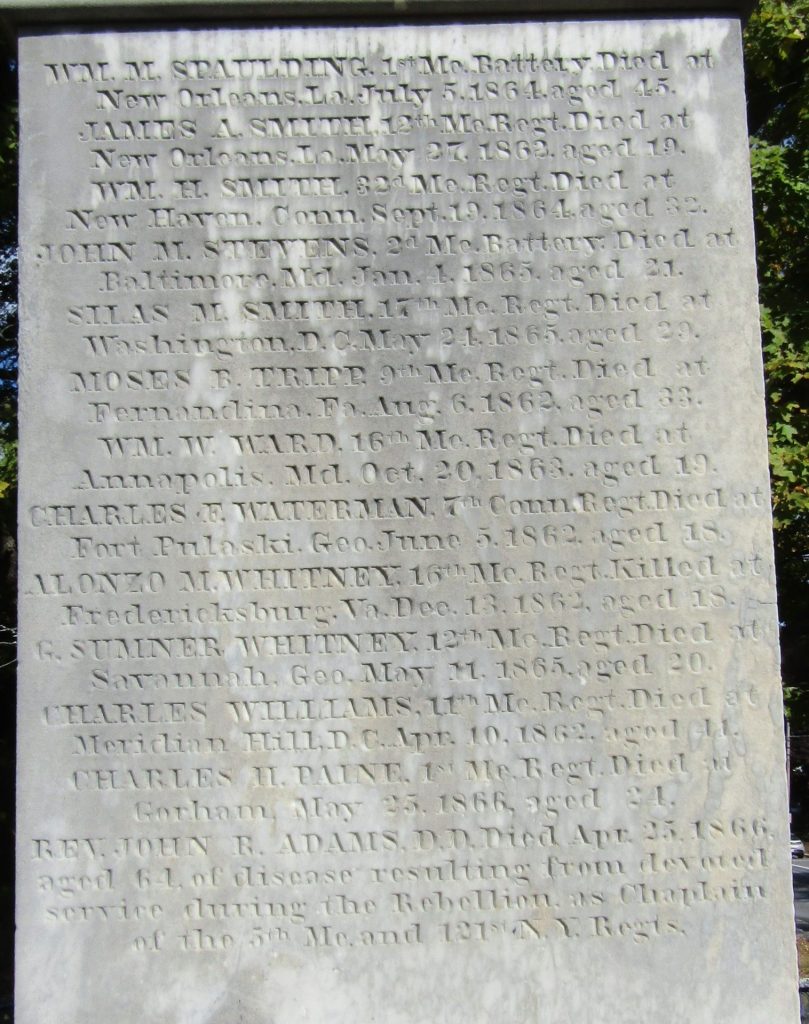 WM. M. SPAULDING, 1st Me. Battery. Died at
New Orleans, La. July 5, 1864, aged 45.
JAMES A. SMITH, 12th Me. Regt. Died at
New Orleans, La. May 27, 1862, aged 19.
WM. H. SMITH, 32d Me. Regt. Died at
New Haven, Conn. Sept. 19, 1864, aged 32.
JOHN M. STEVENS, 2d Me. Battery. Died at
Baltimore, Md. Jan. 4, 1865, aged 21.
SILAS M. SMITH, 17th Me. Regt. Died at
Washington, D.C. May 24, 1865, aged 29.
MOSES B. TRIPP, 9th Me. Regt. Died at
Fernandina, Fa. Aug. 6, 1862, aged 33.
WM. W. WARD, 16th Me. Regt. Died at
Annapolis, Md. Oct. 20, 1863, aged 19.
CHARLES F. WATERMAN, 7th Conn. Regt. Died at
Fort Pulaski, Geo. June 5, 1862, aged 18.
ALONZO M. WHITNEY, 16th Me. Regt. Killed at
Fredericksburg, Va. Dec. 13, 1862, aged 18.
G. SUMNER WHITNEY, 12th Me. Regt. Died at
Savannah, Geo. May 11, 1865, aged 20.
CHARLES WILLIAMS, 11th Me. Regt. Died at
Meridian Hill, D.C. Apr. 10, 1862, aged 41.
CHARLES H. PAINE, 1st Me. Regt. Died at
Gorham, May 25, 1866, aged 24.
REV. JOHN R. ADAMS, D.D. Died Apr. 25, 1866,
aged 64, of disease resulting from devoted
service during the Rebellion, as Chaplain
of the 5th Me. and 121st N.Y. Regts.